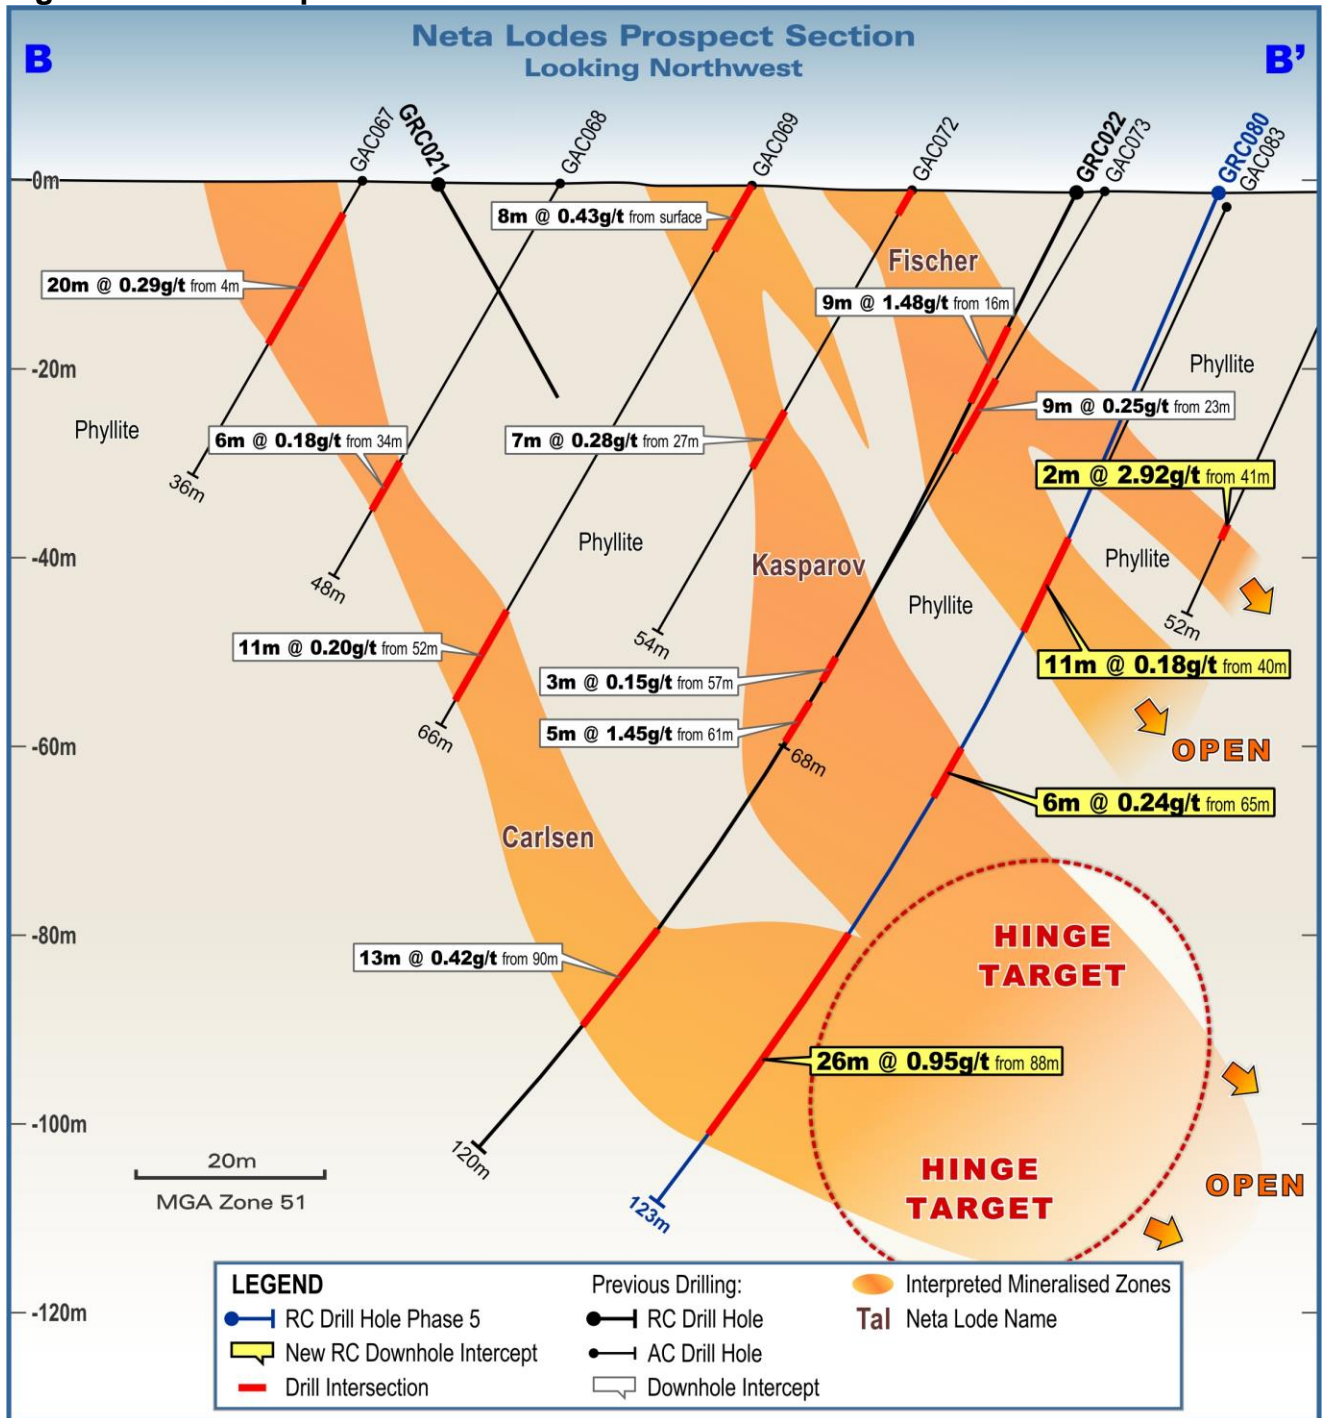 Neta Lodes Prospect Section
Looking Northwest
B
B’
GAC067
GRC021
GAC068
GAC069
GAC072
GRC022
GAC073
GRC080
GAC083
0m
8m @ 0.43g/t from surface
Fischer
20m @ 0.29g/t from 4m
9m @ 1.48g/t from 16m
-20m
Phyllite
9m @ 0.25g/t from 23m
Phyllite
6m @ 0.18g/t from 34m
7m @ 0.28g/t from 27m
2m @ 2.92g/t from 41m
36m
Phyllite
-40m
Kasparov
Phyllite
48m
Phyllite
52m
54m
11m @ 0.20g/t from 52m
11m @ 0.18g/t from 40m
3m @ 0.15g/t from 57m
66m
5m @ 1.45g/t from 61m
-60m
OPEN
68m
6m @ 0.24g/t from 65m
Carlsen
-80m
HINGE
TARGET
13m @ 0.42g/t from 90m
26m @ 0.95g/t from 88m
-100m
120m
20m
MGA Zone 51
HINGE
TARGET
OPEN
123m
-120m
LEGEND
RC Drill Hole Phase 5
New RC Downhole Intercept
Drill Intersection
Previous Drilling:
RC Drill Hole
AC Drill Hole
Downhole Intercept
Interpreted Mineralised Zones
Tal Neta Lode Name